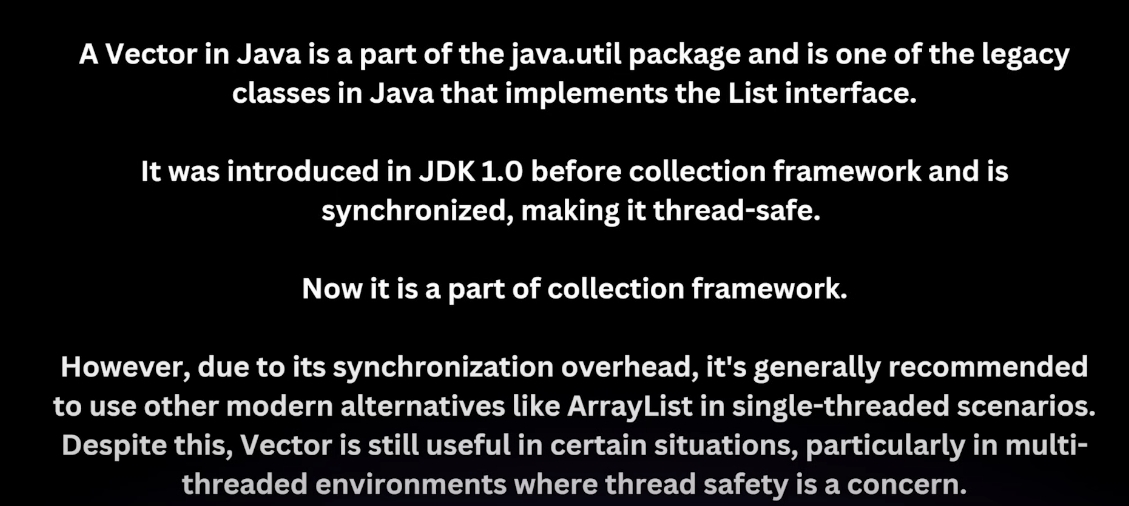 A Vector in Java is a part of the java.util package and is one of the legacy
classes in Java that implements the List interface.
It was introduced in JDK 1.0 before collection framework and is
synchronized, making it thread-safe.
Now it is a part of collection framework.
However, due to its synchronization overhead, it's generally recommended
to use other modern alternatives like ArrayList in single-threaded scenarios.
Despite this, Vector is still useful in certain situations, particularly in multi-
threaded environments where thread safety is a concern.